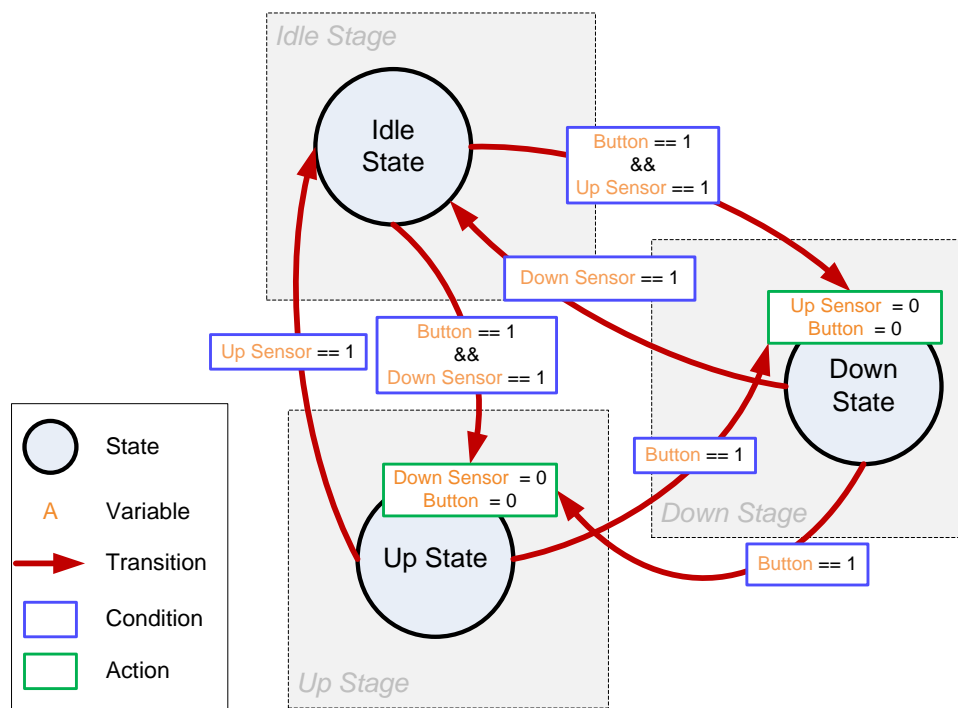 Idle Stage
Idle
State
Button == 1
&&
Up Sensor == 1
Down Sensor == 1
Up Sensor = 0
Button = 0
Down
State
Button == 1
&&
Down Sensor == 1
Up Sensor == 1
Button == 1
Down Stage
Down Sensor = 0
Button = 0
Up State
Button == 1
Up Stage
State
A Variable
Transition
Condition
Action